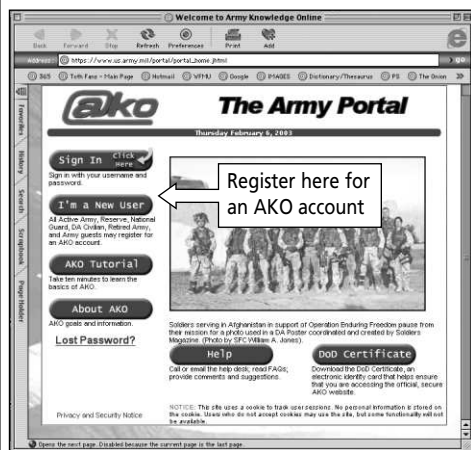 Welcome to Army Knowledge Online
Back Forward Stop Refresh Preferences Print Add
Address: https://www.us.army.mil/portal/portal_home.jhtml go
365 Toth Fans - Main Page Hotmail VFMU Google IMAGES Dictionary/Thesaurus PS The Onion
Favorites
History
Search
Scrapbook
Page Holder
@ko The Army Portal
Thursday February 6, 2003
Sign In Click Here
Sign in with your username and
password.
I'm a New User
All Active Army, Reserve, National
Guard, DA Civilian, Retired Army,
and Army guests may register for
an AKO account.
Register here for
an AKO account
AKO Tutorial
Take ten minutes to learn the
basics of AKO.
About AKO
AKO goals and information.
Lost Password?
Soldiers serving in Afghanistan in support of Operation Enduring Freedom pause from
their mission for a photo used in a DA Poster coordinated and created by Soldiers
Magazine. (Photo by SFC William A. Jones).
Help
Call or email the help desk, read FAQs,
provide comments and suggestions.
DoD Certificate
Download the DoD Certificate, an
electronic identity card that helps ensure
that you are accessing the official, secure
AKO website.
Privacy and Security Notice
NOTICE: This site uses a cookie to track user sessions. No personal information is stored on
the cookie. Users who do not accept cookies may use the site, but some functionality will not
be available.
Opens the next page. Disabled because the current page is the last page.